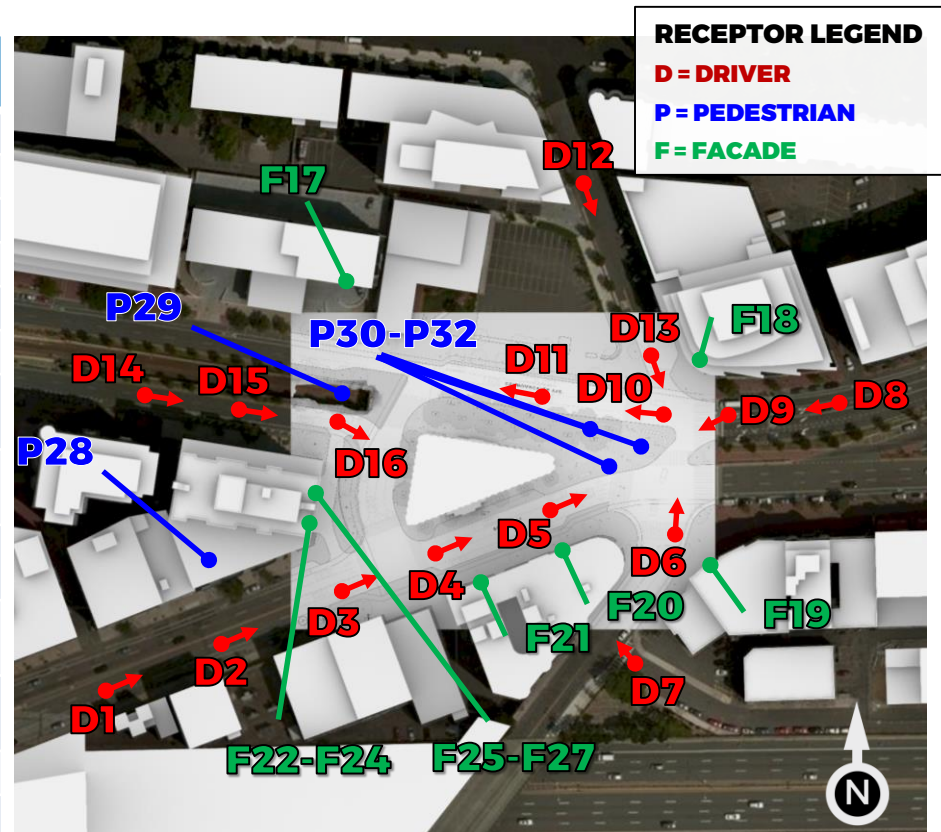 RECEPTOR LEGEND
D = DRIVER
P = PEDESTRIAN
F = FACADE
D12
F17
P29
P30-P32
D13
F18
D11
D14
D15
D10
D9
D8
P28
D16
D5
D6
D4
F20
F19
D3
F21
D2
D7
D1
F22-F24
F25-F27
N